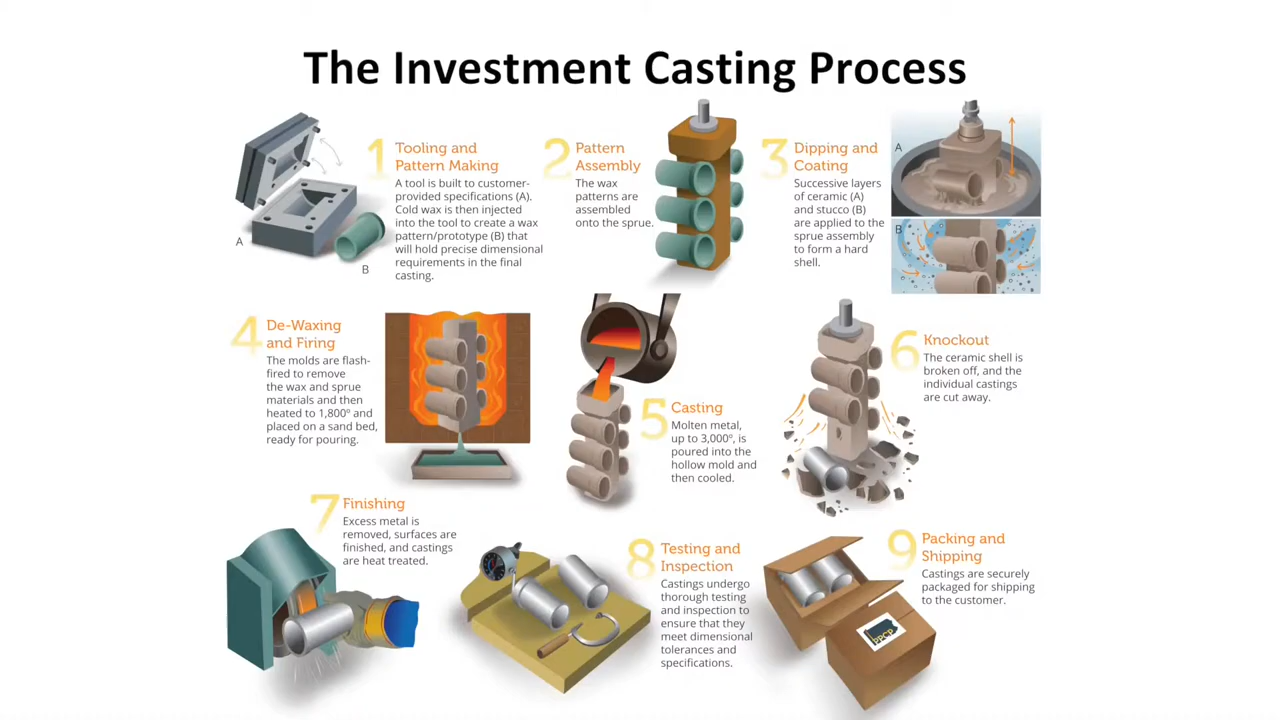 The Investment Casting Process
1
Tooling and
Pattern Making
A tool is built to customer-
provided specifications (A).
Cold wax is then injected
into the tool to create a wax
pattern/prototype (B) that
will hold precise dimensional
requirements in the final
casting.
A
B
2
Pattern
Assembly
The wax
patterns are
assembled
onto the sprue.
3
Dipping and
Coating
Successive layers
of ceramic (A)
and stucco (B)
are applied to the
sprue assembly
to form a hard
shell.
A
B
4
De-Waxing
and Firing
The molds are flash-
fired to remove
the wax and sprue
materials and then
heated to 1,800º and
placed on a sand bed,
ready for pouring.
5
Casting
Molten metal,
up to 3,000º, is
poured into the
hollow mold and
then cooled.
6
Knockout
The ceramic shell is
broken off, and the
individual castings
are cut away.
7
Finishing
Excess metal is
removed, surfaces are
finished, and castings
are heat treated.
8
Testing and
Inspection
Castings undergo
thorough testing
and inspection to
ensure that they
meet dimensional
tolerances and
specifications.
9
Packing and
Shipping
Castings are securely
packaged for shipping
to the customer.
PPCP